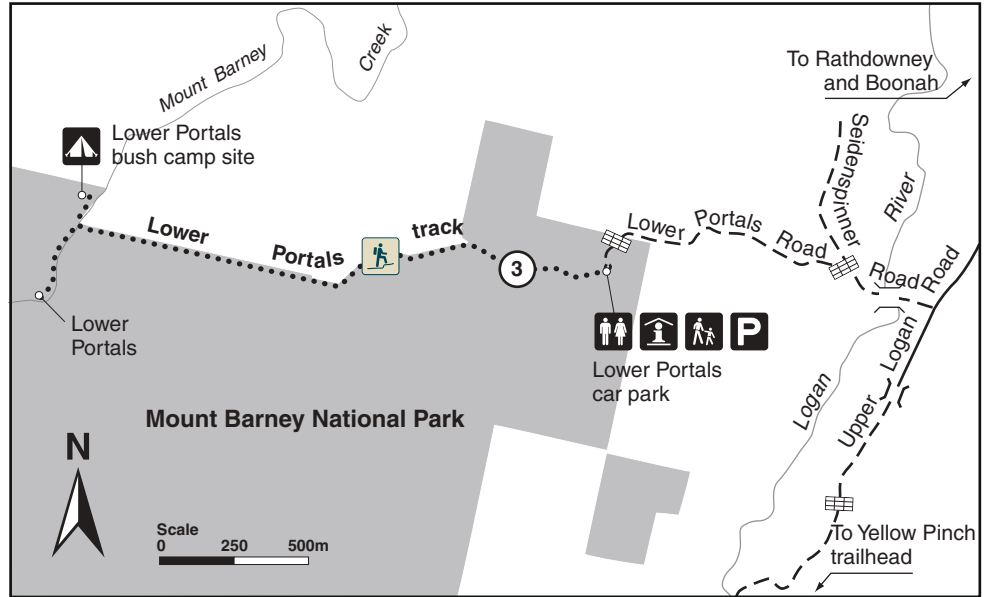 Mount Barney
Creek
To Rathdowney
and Boonah
Lower Portals
bush camp site
Seidenspinner
Road
River
Lower Portals track
3
Lower Portals Road
Road
Lower
Portals
P
Lower Portals
car park
Logan
Upper Logan
Mount Barney National Park
N
Scale
0 250 500m
To Yellow Pinch
trailhead